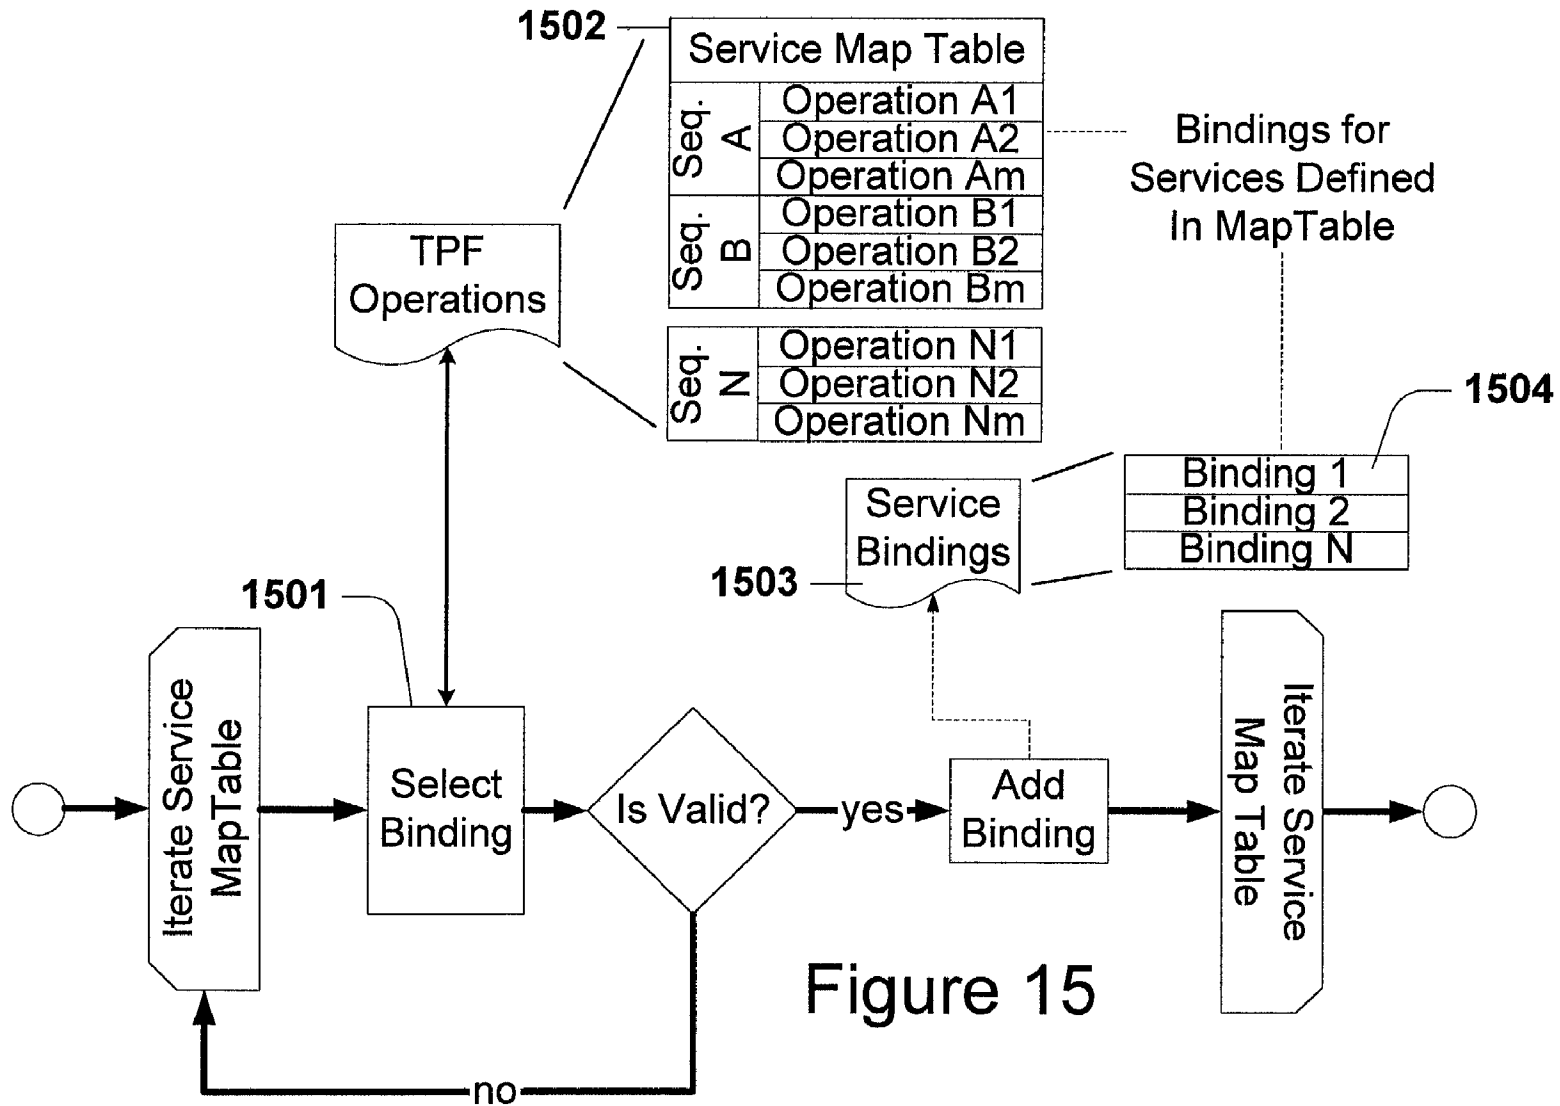 1502
Service Map Table
Seq. A
Operation A1
Operation A2
Operation Am
Seq. B
Operation B1
Operation B2
Operation Bm
Seq. N
Operation N1
Operation N2
Operation Nm
Bindings for
Services Defined
In MapTable
TPF
Operations
1504
Binding 1
Binding 2
Binding N
Service
Bindings
1503
1501
Iterate Service
MapTable
Select
Binding
Is Valid?
yes
Add
Binding
Iterate Service
Map Table
no
Figure 15